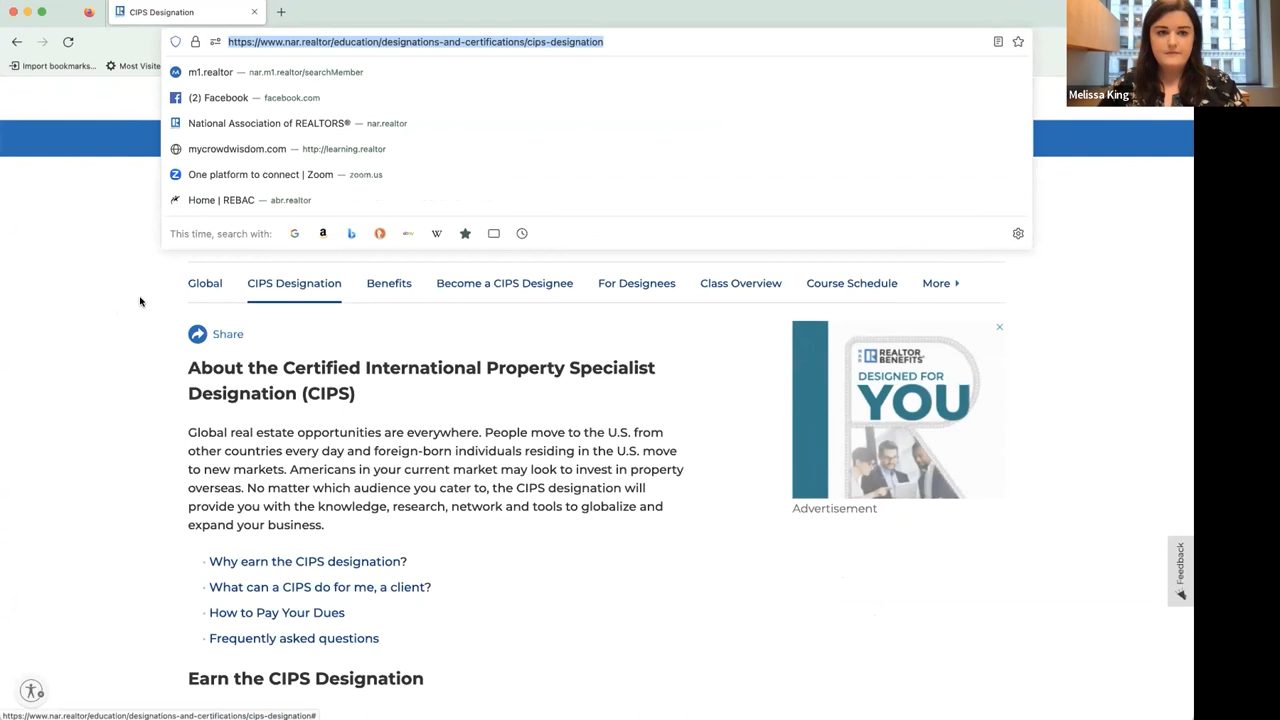 CIPS Designation
https://www.nar.realtor/education/designations-and-certifications/cips-designation
Import bookmarks... Most Visite
m1.realtor — nar.m1.realtor/searchMember
(2) Facebook — facebook.com
National Association of REALTORS® — nar.realtor
mycrowdwisdom.com — http://learning.realtor
One platform to connect | Zoom — zoom.us
Home | REBAC — abr.realtor
This time, search with:
Melissa King
Global CIPS Designation Benefits Become a CIPS Designee For Designees Class Overview Course Schedule More
Share
About the Certified International Property Specialist
Designation (CIPS)
Global real estate opportunities are everywhere. People move to the U.S. from
other countries every day and foreign-born individuals residing in the U.S. move
to new markets. Americans in your current market may look to invest in property
overseas. No matter which audience you cater to, the CIPS designation will
provide you with the knowledge, research, network and tools to globalize and
expand your business.
Why earn the CIPS designation?
What can a CIPS do for me, a client?
How to Pay Your Dues
Frequently asked questions
Earn the CIPS Designation
REALTOR
BENEFITS®
DESIGNED FOR
YOU
Advertisement
Feedback
https://www.nar.realtor/education/designations-and-certifications/cips-designation#